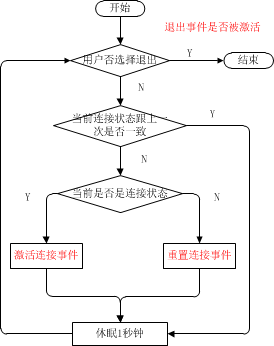 开始
退出事件是否被激活
用户否选择退出
Y
结束
N
当前连接状态跟上一
次是否一致
Y
N
当前是否是连接状态
Y
N
激活连接事件
重置连接事件
休眠1秒钟